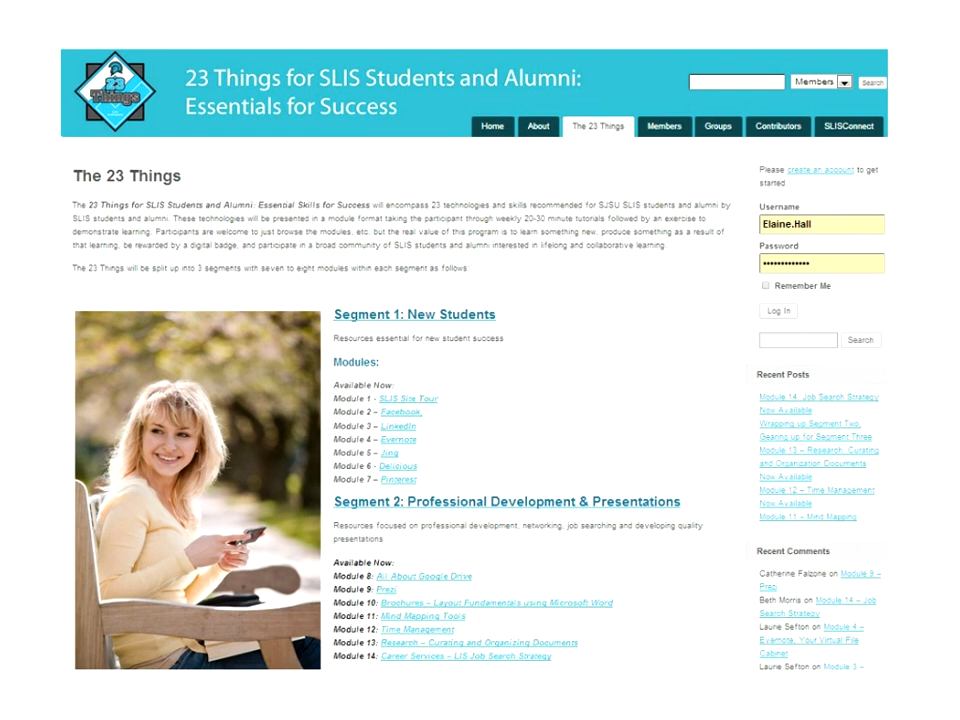 23 Things
23 Things for SLIS Students and Alumni:
Essentials for Success
Members
Search
Home
About
The 23 Things
Members
Groups
Contributors
SLISConnect
The 23 Things
The 23 Things for SLIS Students and Alumni: Essential Skills for Success will encompass 23 technologies and skills recommended for SJSU SLIS students and alumni by
SLIS students and alumni. These technologies will be presented in a module format taking the participant through weekly 20-30 minute tutorials followed by an exercise to
demonstrate learning. Participants are welcome to just browse the modules, etc. but the real value of this program is to learn something new, produce something as a result of
that learning, be rewarded by a digital badge, and participate in a broad community of SLIS students and alumni interested in lifelong and collaborative learning.
The 23 Things will be split up into 3 segments with seven to eight modules within each segment as follows
Segment 1: New Students
Resources essential for new student success
Modules:
Available Now:
Module 1 - SLIS Site Tour
Module 2 – Facebook
Module 3 – LinkedIn
Module 4 – Evernote
Module 5 – Jing
Module 6 - Delicious
Module 7 – Pinterest
Segment 2: Professional Development & Presentations
Resources focused on professional development, networking, job searching and developing quality
presentations
Available Now:
Module 8: All About Google Drive
Module 9: Prezi
Module 10: Brochures – Layout Fundamentals using Microsoft Word
Module 11: Mind Mapping Tools
Module 12: Time Management
Module 13: Research – Curating and Organizing Documents
Module 14: Career Services – LIS Job Search Strategy
Please create an account to get
started
Username
Elaine.Hall
Password
•••••••••••••
Remember Me
Log In
Search
Recent Posts
Module 14: Job Search Strategy
Now Available
Wrapping up Segment Two,
Gearing up for Segment Three
Module 13 – Research, Curating
and Organization Documents
Now Available
Module 12 – Time Management
Now Available
Module 11 – Mind Mapping
Recent Comments
Catherine Falzone on Module 9 –
Prezi
Beth Morris on Module 14 – Job
Search Strategy
Laurie Sefton on Module 4 –
Evernote, Your Virtual File
Cabinet
Laurie Sefton on Module 3 –